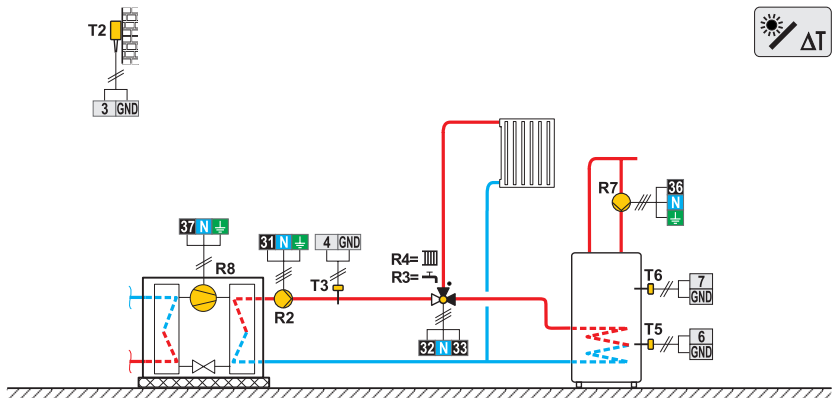 T2
3 GND
ΔT
R7
36
N
37 N
31 N
4 GND
R8
R4=
R3=
T3
R2
T6
7
GND
T5
6
GND
32 N 33